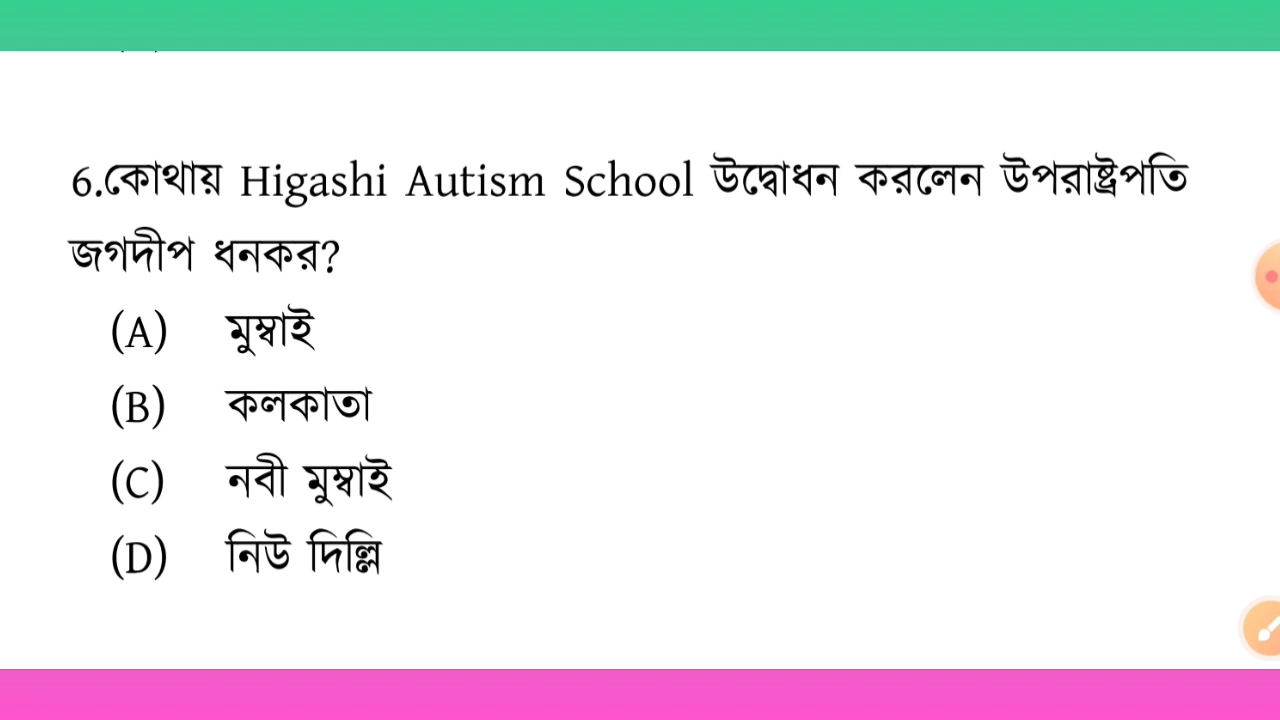 6.কোথায় Higashi Autism School উদ্বোধন করলেন উপরাষ্ট্রপতি
জগদীপ ধনকর?
(A) মুম্বাই
(B) কলকাতা
(C) নবী মুম্বাই
(D) নিউ দিল্লি